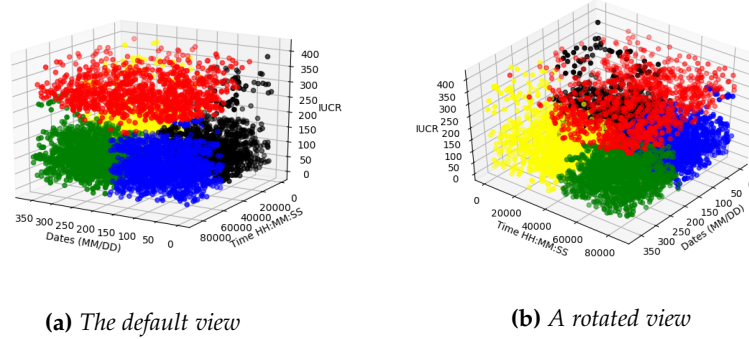 400
350
300
250
200
150
100
50
0
IUCR
350 300 250 200 150 100 50 0
Dates (MM/DD)
80000 60000 40000 20000 0
Time HH:MM:SS
400
350
300
250
200
150
100
50
0
IUCR
0 20000 40000 60000 80000
Time HH:MM:SS
350 300 250 200 150 100 50
Dates (MM/DD)
(a) The default view
(b) A rotated view